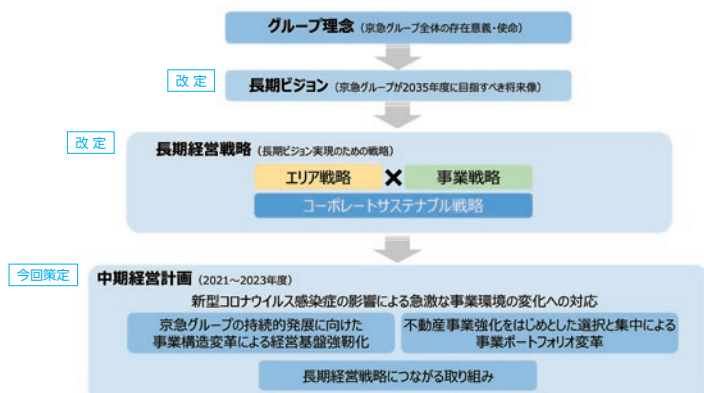 グループ理念（京急グループ全体の存在意義・使命）
改 定
長期ビジョン（京急グループが2035年度に目指すべき将来像）
改 定
長期経営戦略（長期ビジョン実現のための戦略）
エリア戦略 × 事業戦略
コーポレートサステナブル戦略
今回策定
中期経営計画（2021～2023年度）
新型コロナウイルス感染症の影響による急激な事業環境の変化への対応
京急グループの持続的発展に向けた
事業構造変革による経営基盤強靭化
不動産事業強化をはじめとした選択と集中による
事業ポートフォリオ変革
長期経営戦略につながる取り組み